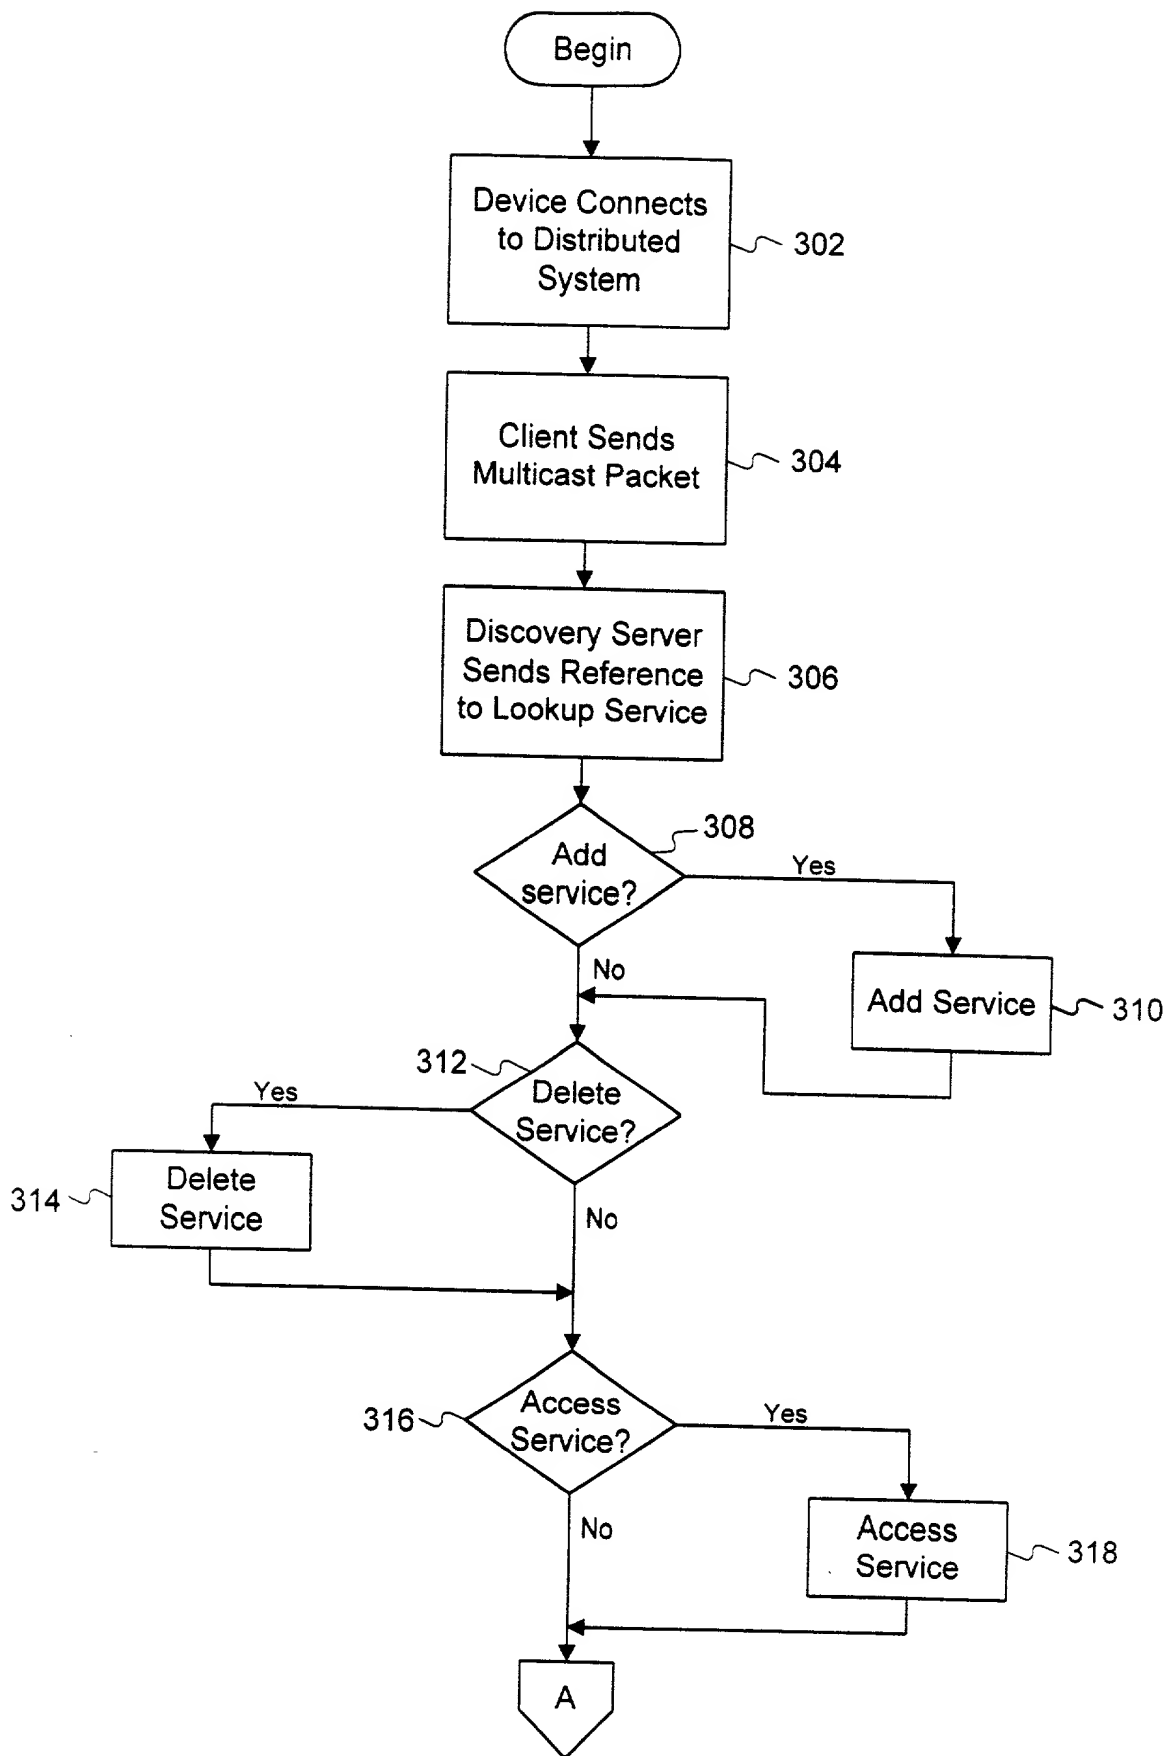 Begin
Device Connects
to Distributed
System
302
Client Sends
Multicast Packet
304
Discovery Server
Sends Reference
to Lookup Service
306
308
Add
service?
Yes
No
Add Service
310
312
Delete
Service?
Yes
Delete
Service
314
No
Access
Service?
316
Yes
No
Access
Service
318
A